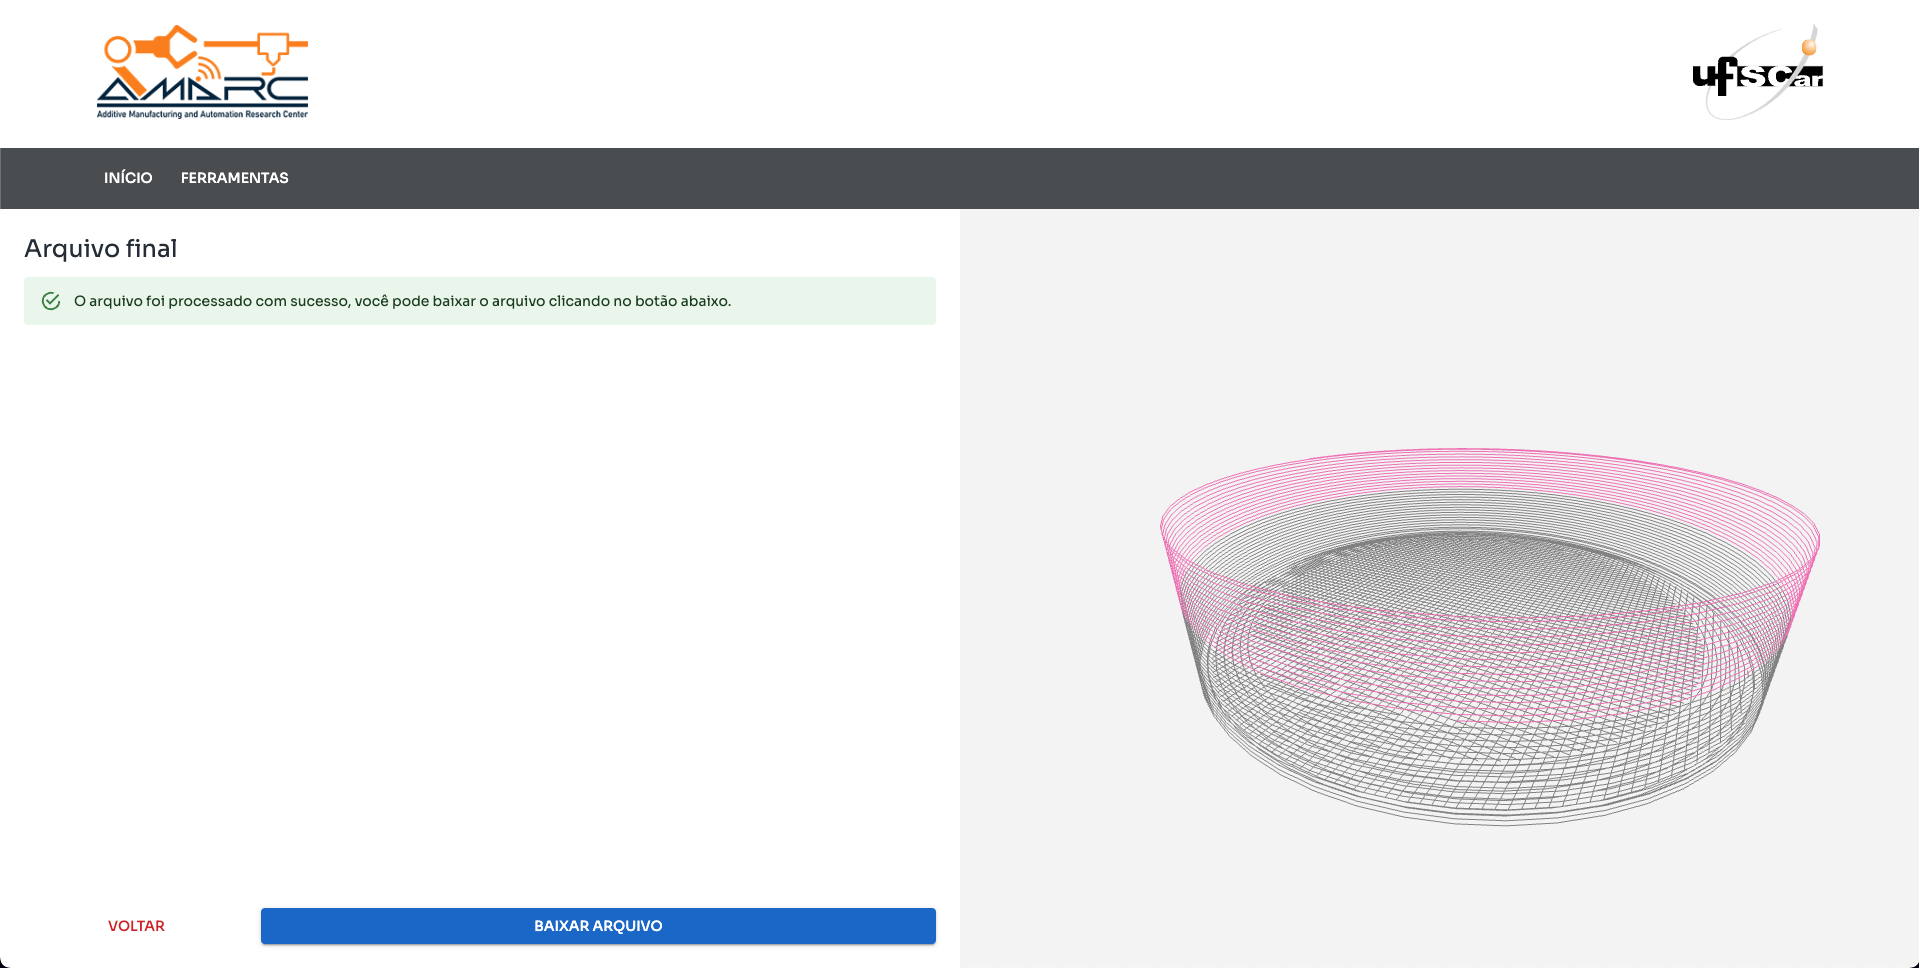 AMARC
Additive Manufacturing and Automation Research Center
ufscar
INÍCIO FERRAMENTAS
Arquivo final
O arquivo foi processado com sucesso, você pode baixar o arquivo clicando no botão abaixo.
VOLTAR BAIXAR ARQUIVO